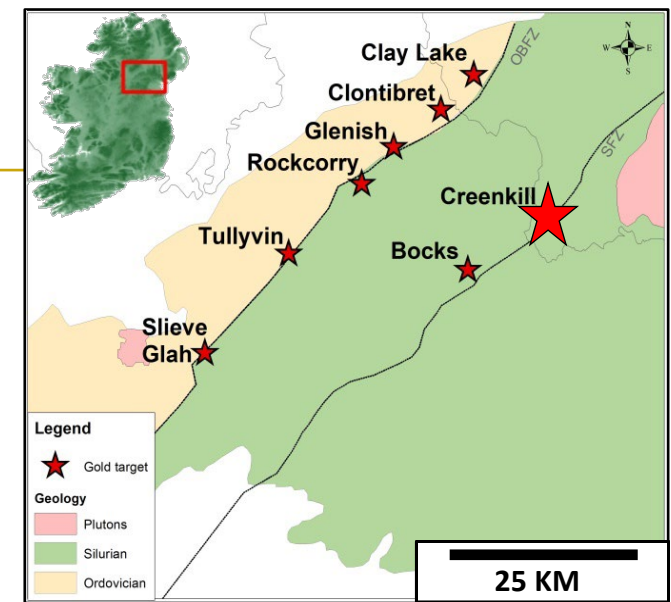 N
W E
S
OBFZ
Clay Lake
SFZ
Clontibret
Glenish
Rockcorry
Creenkill
Tullyvin
Bocks
Slieve
Glah
Legend
Gold target
Geology
Plutons
Silurian
Ordovician
25 KM